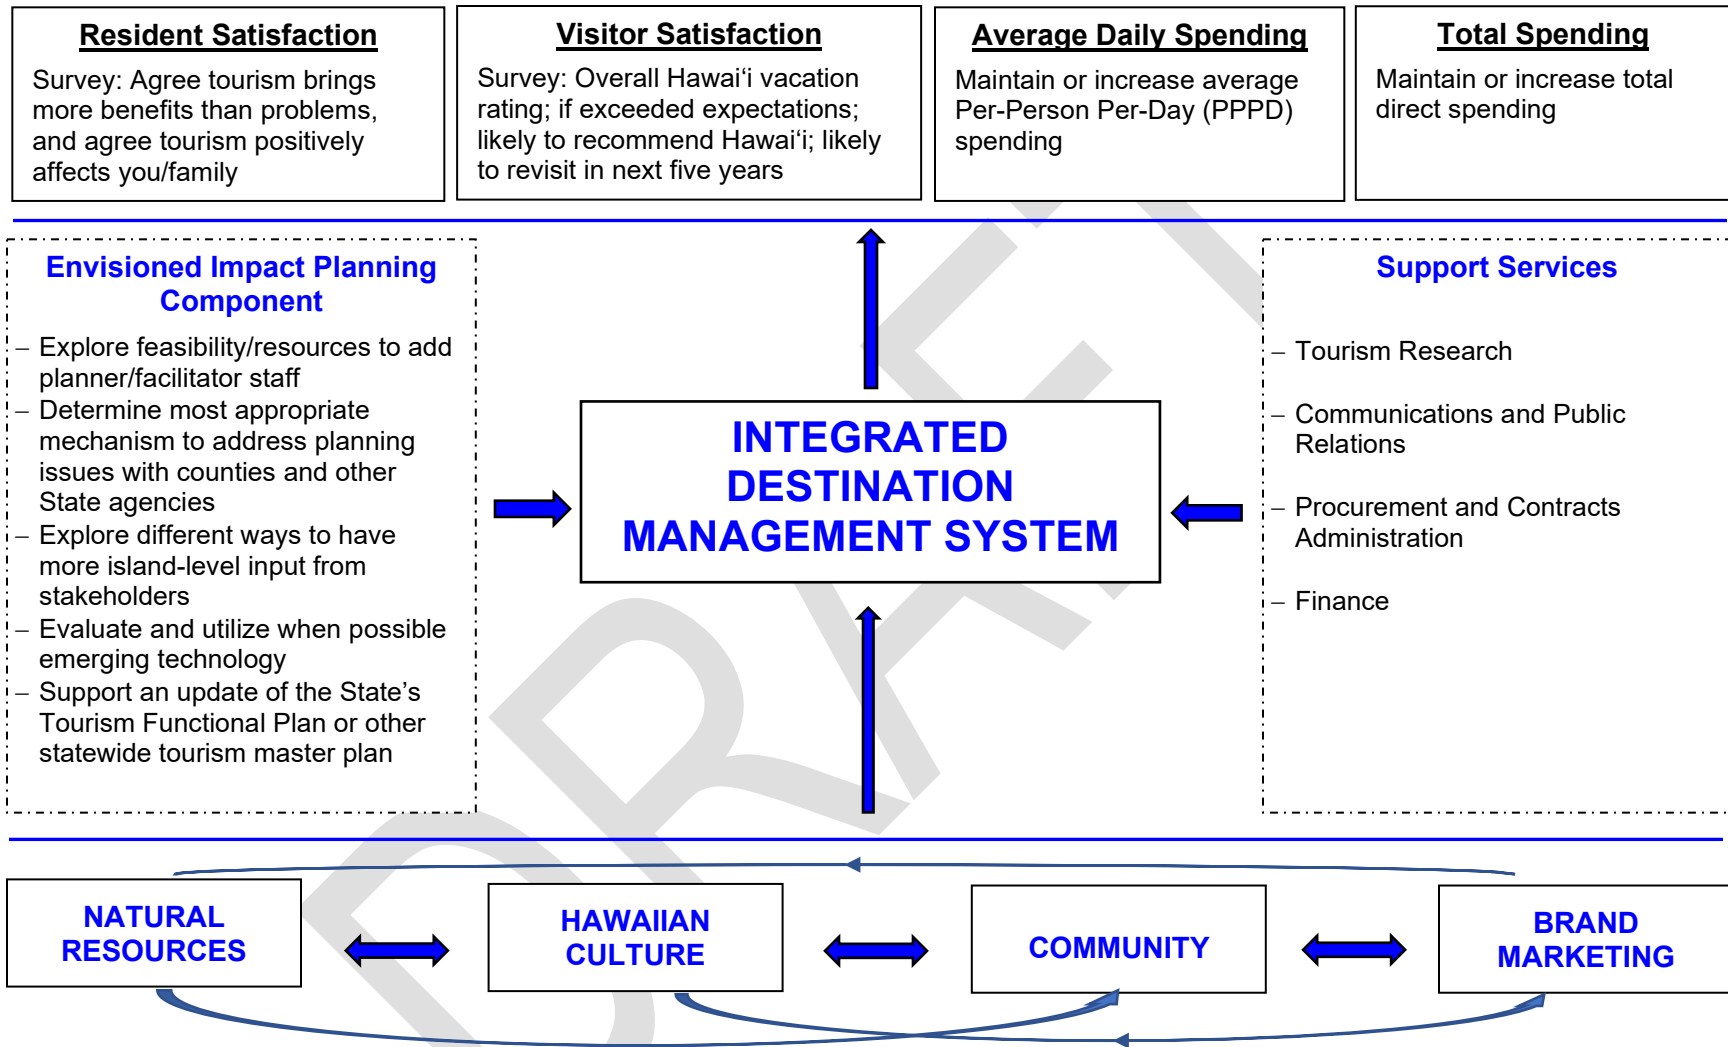 Resident Satisfaction
Survey: Agree tourism brings
more benefits than problems,
and agree tourism positively
affects you/family
Visitor Satisfaction
Survey: Overall Hawaiʻi vacation
rating; if exceeded expectations;
likely to recommend Hawaiʻi; likely
to revisit in next five years
Average Daily Spending
Maintain or increase average
Per-Person Per-Day (PPPD)
spending
Total Spending
Maintain or increase total
direct spending
Envisioned Impact Planning
Component
– Explore feasibility/resources to add
planner/facilitator staff
– Determine most appropriate
mechanism to address planning
issues with counties and other
State agencies
– Explore different ways to have
more island-level input from
stakeholders
– Evaluate and utilize when possible
emerging technology
– Support an update of the State’s
Tourism Functional Plan or other
statewide tourism master plan
INTEGRATED
DESTINATION
MANAGEMENT SYSTEM
Support Services
– Tourism Research
– Communications and Public
Relations
– Procurement and Contracts
Administration
– Finance
NATURAL
RESOURCES
HAWAIIAN
CULTURE
COMMUNITY
BRAND
MARKETING
DRAFT